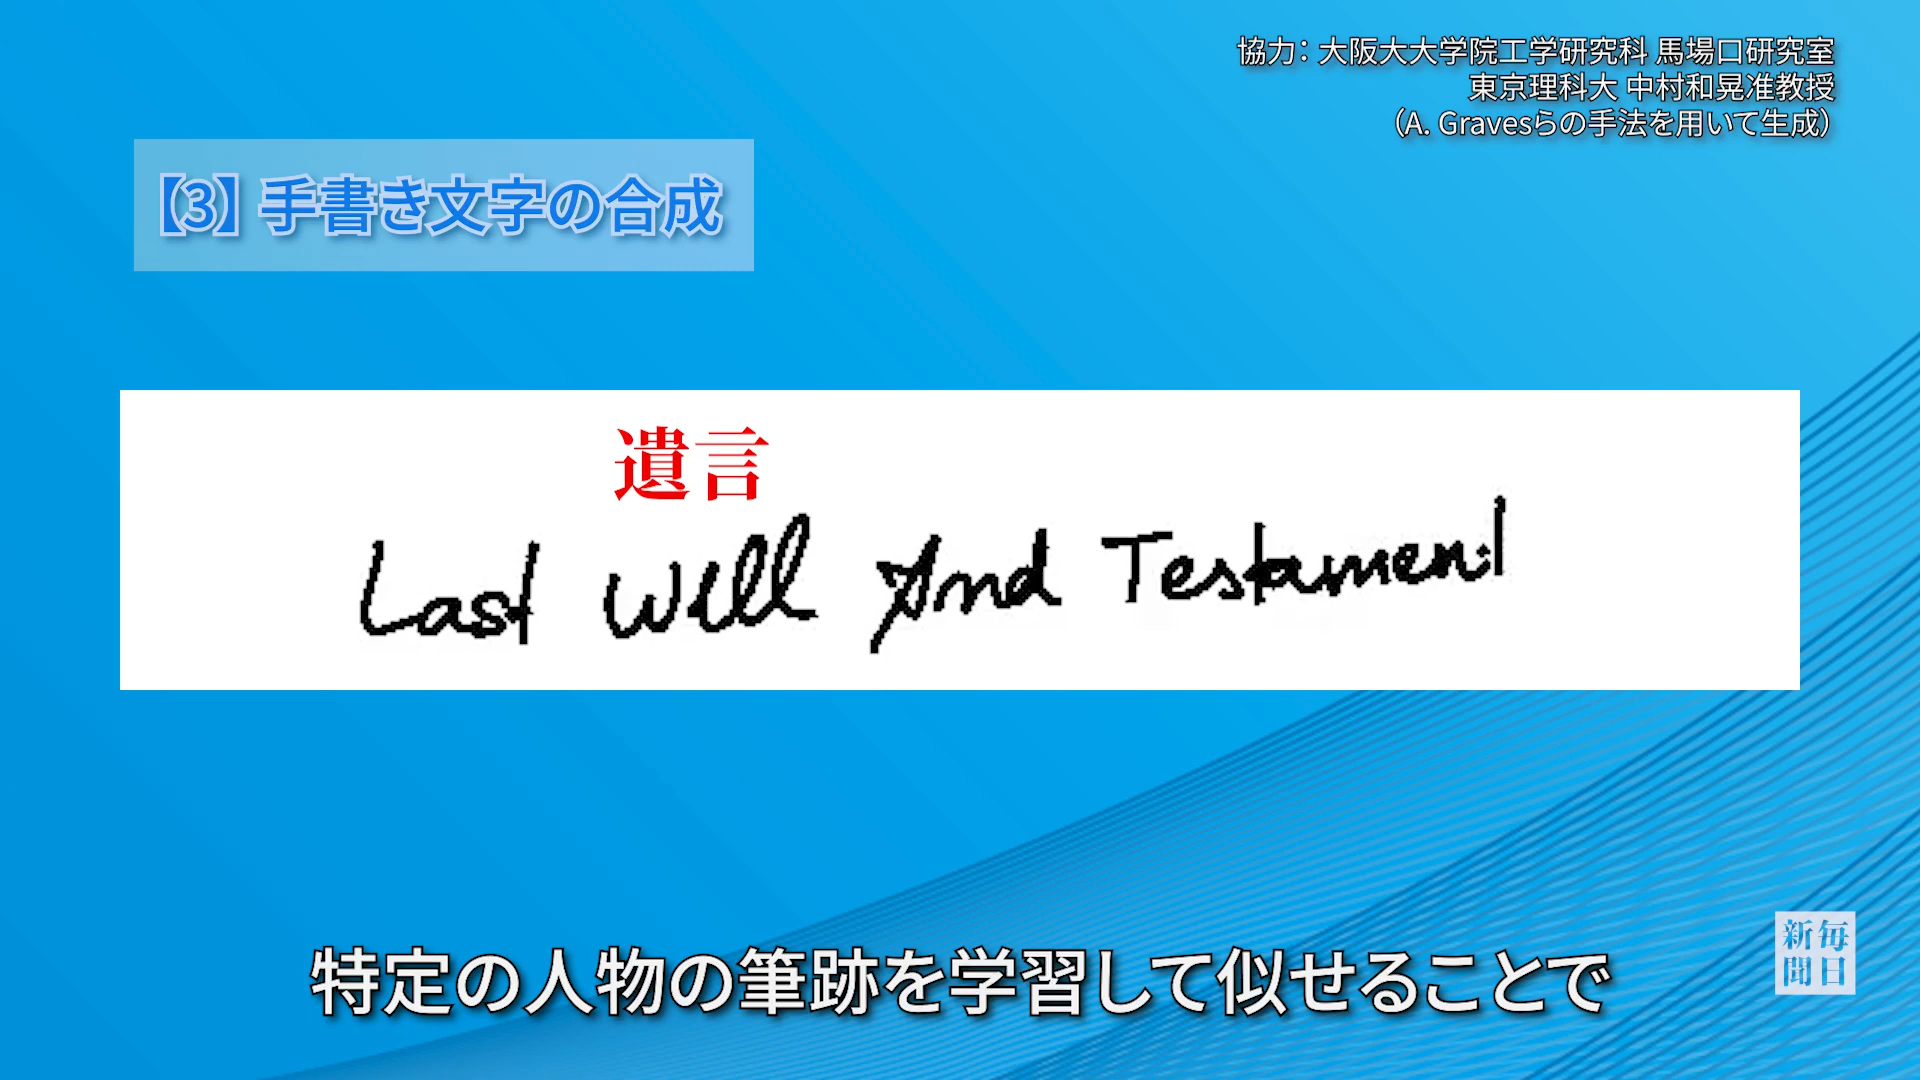 協力：大阪大大学院工学研究科 馬場口研究室
東京理科大 中村和晃准教授
（A. Gravesらの手法を用いて生成）
【3】手書き文字の合成
遺言
Last Will And Testament
特定の人物の筆跡を学習して似せることで
毎日
新聞